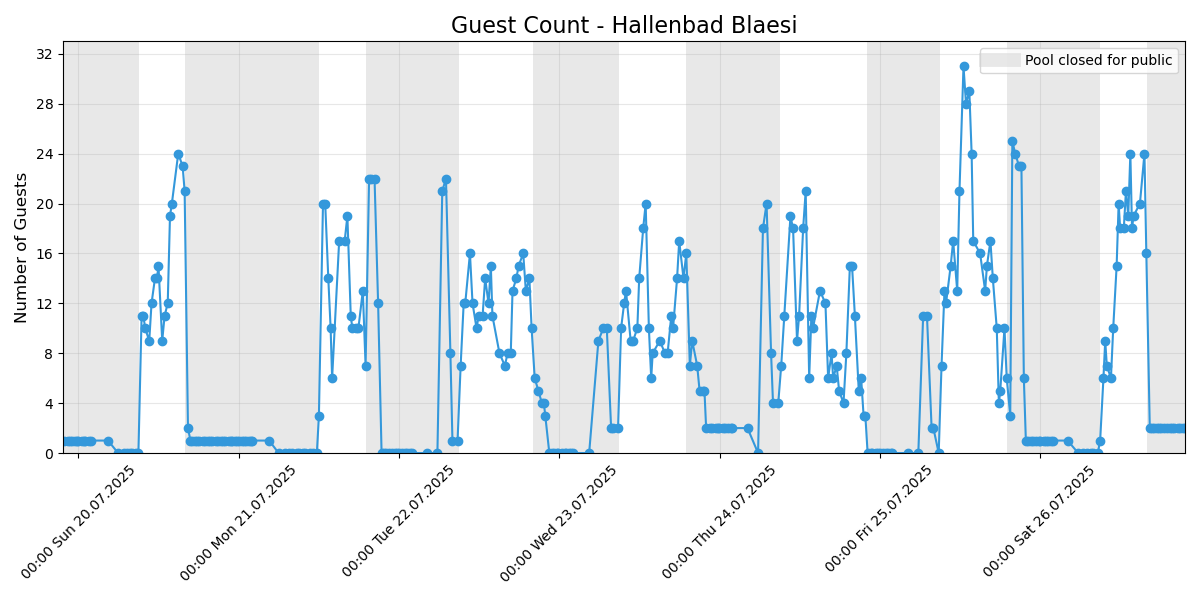 Guest Count - Hallenbad Blaesi
Pool closed for public
Number of Guests
32
28
24
20
16
12
8
4
0
00:00 Sun 20.07.2025
00:00 Mon 21.07.2025
00:00 Tue 22.07.2025
00:00 Wed 23.07.2025
00:00 Thu 24.07.2025
00:00 Fri 25.07.2025
00:00 Sat 26.07.2025